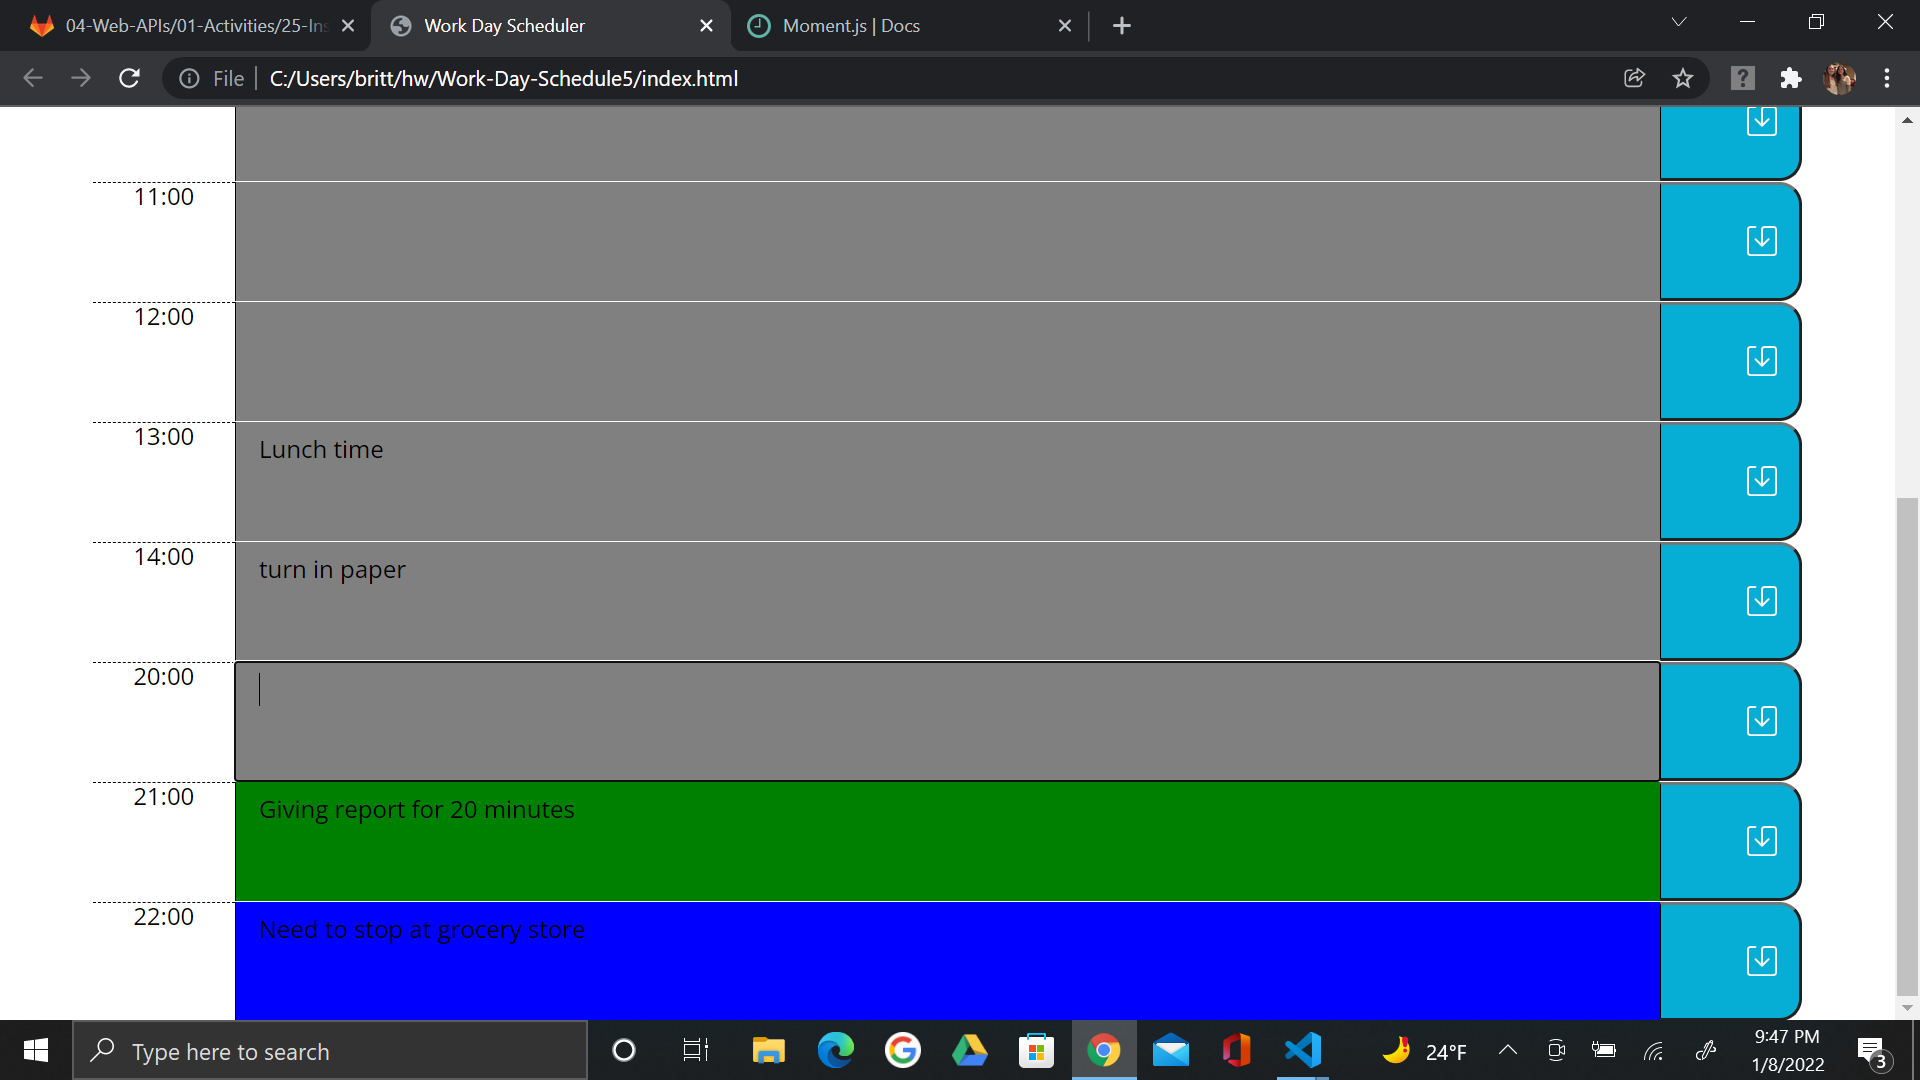 04-Web-APIs/01-Activities/25-Ins
Work Day Scheduler
Moment.js | Docs
File
C:/Users/britt/hw/Work-Day-Schedule5/index.html
11:00
12:00
13:00
Lunch time
14:00
turn in paper
20:00
21:00
Giving report for 20 minutes
22:00
Need to stop at grocery store
Type here to search
24°F
9:47 PM
1/8/2022
3